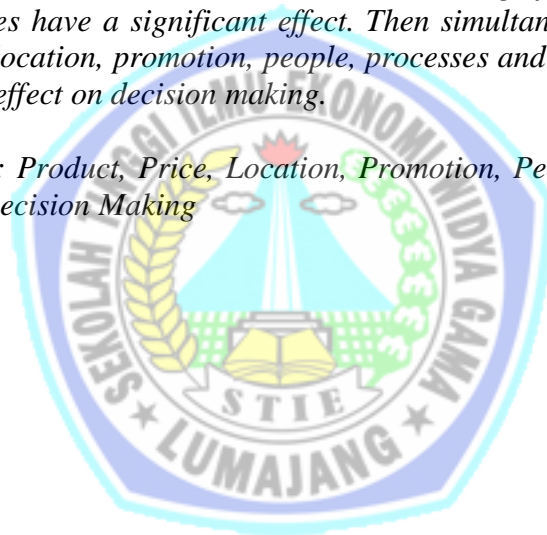 es have a significant effect. Then simultan
ocation, promotion, people, processes and
effect on decision making.
: Product, Price, Location, Promotion, Pe
ecision Making
SEKOLAH TINGGI ILMU EKONOMI WIDYA GAMA
STIE
LUMAJANG